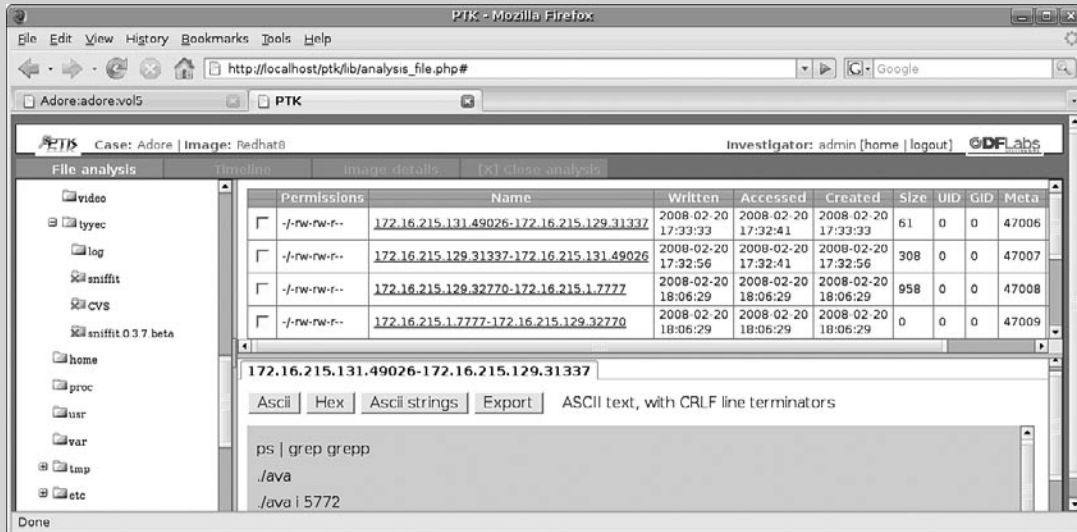 PTK - Mozilla Firefox
File Edit View History Bookmarks Tools Help
http://localhost/ptk/lib/analysis_file.php#
G Google
Adore:adore:vol5
PTK
PTK Case: Adore | Image: Redhat8 Investigator: admin [home | logout] DFLabs
File analysis Timeline Image details [X] Close analysis
video
tyyec
log
sniffit
CVS
sniffit.0.3.7.beta
home
proc
usr
var
tmp
etc
Permissions Name Written Accessed Created Size UID GID Meta
-/-rw-rw-r-- 172.16.215.131.49026-172.16.215.129.31337 2008-02-20 17:33:33 2008-02-20 17:32:41 2008-02-20 17:33:33 61 0 0 47006
-/-rw-rw-r-- 172.16.215.129.31337-172.16.215.131.49026 2008-02-20 17:32:56 2008-02-20 17:32:41 2008-02-20 17:32:56 308 0 0 47007
-/-rw-rw-r-- 172.16.215.129.32770-172.16.215.1.7777 2008-02-20 18:06:29 2008-02-20 18:06:29 2008-02-20 18:06:29 958 0 0 47008
-/-rw-rw-r-- 172.16.215.1.7777-172.16.215.129.32770 2008-02-20 18:06:29 2008-02-20 18:06:29 2008-02-20 18:06:29 0 0 0 47009
172.16.215.131.49026-172.16.215.129.31337
Ascii Hex Ascii strings Export ASCII text, with CRLF line terminators
ps | grep grepp
./ava
./ava i 5772
Done